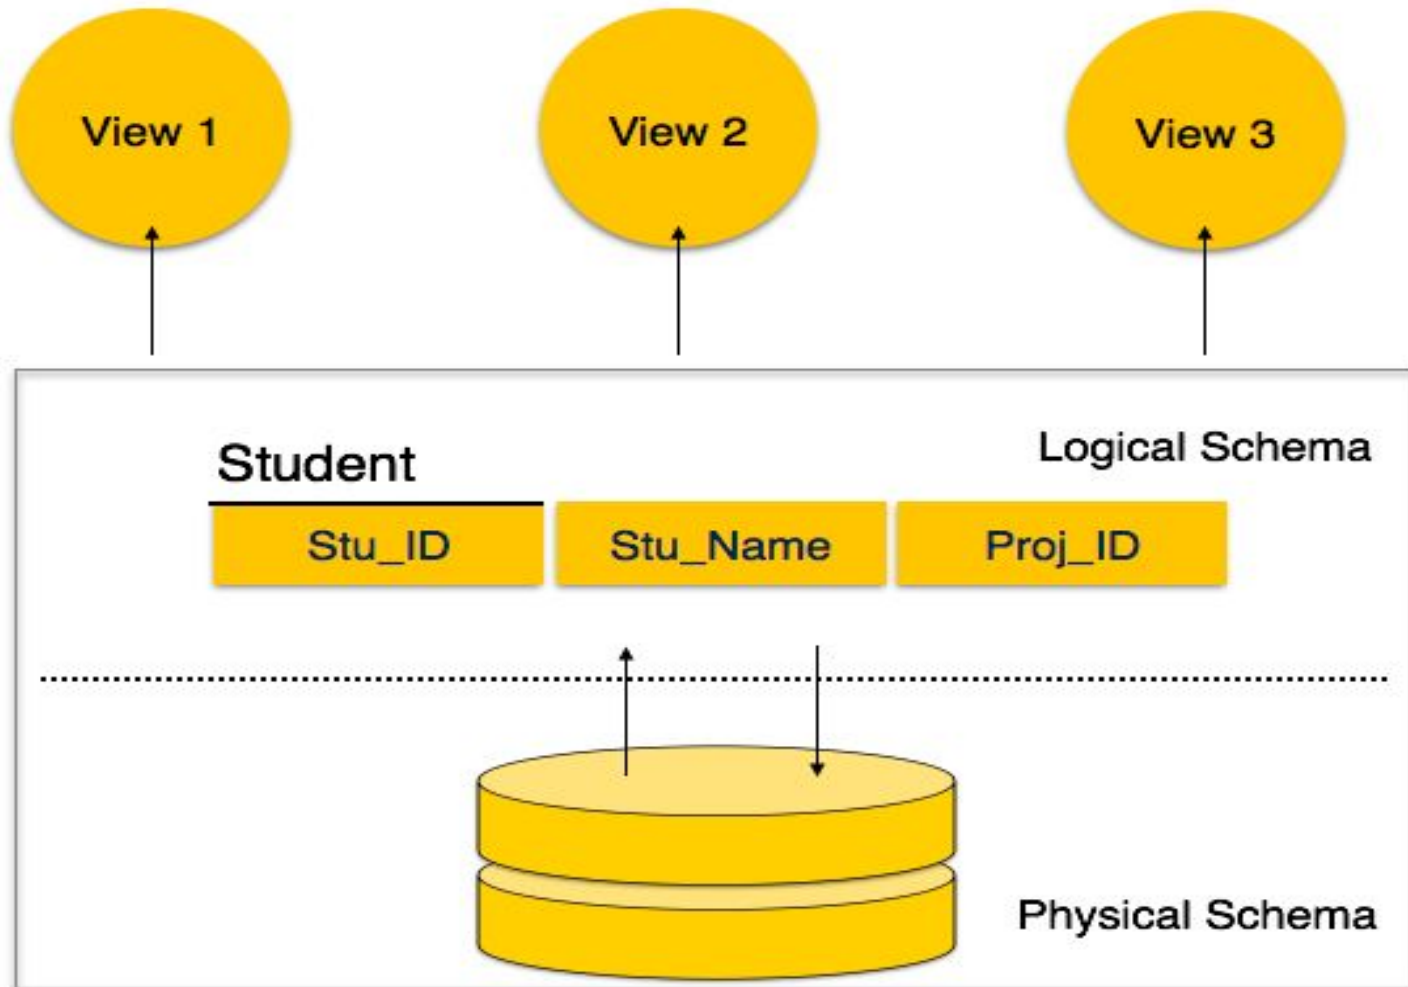 View 1
View 2
View 3
Logical Schema
Student
Stu_ID
Stu_Name
Proj_ID
Physical Schema